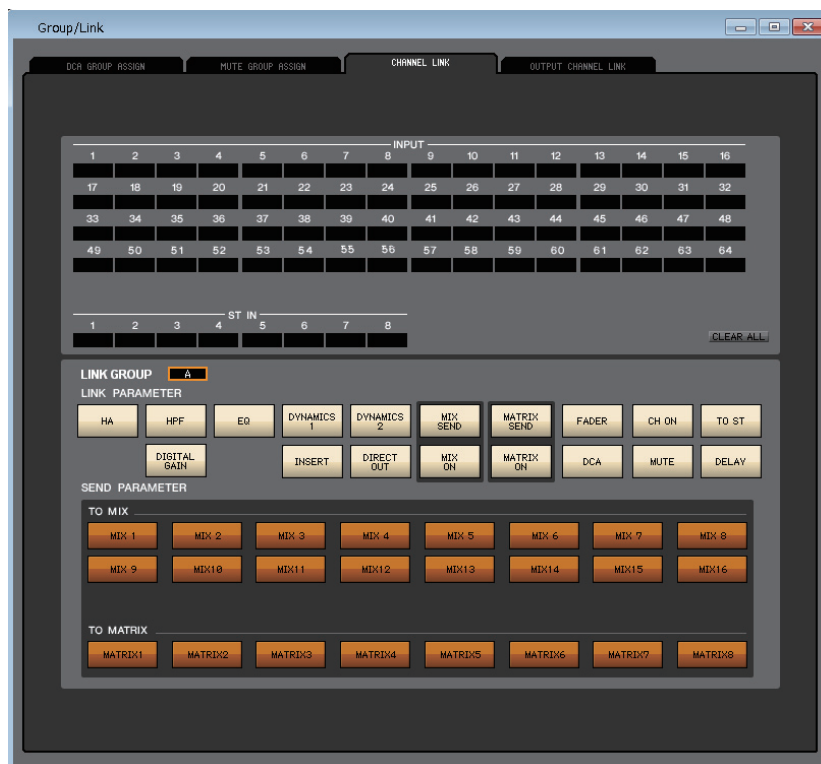 Group/Link
DCA GROUP ASSIGN MUTE GROUP ASSIGN CHANNEL LINK OUTPUT CHANNEL LINK
INPUT
1 2 3 4 5 6 7 8 9 10 11 12 13 14 15 16
17 18 19 20 21 22 23 24 25 26 27 28 29 30 31 32
33 34 35 36 37 38 39 40 41 42 43 44 45 46 47 48
49 50 51 52 53 54 55 56 57 58 59 60 61 62 63 64
ST IN
1 2 3 4 5 6 7 8
CLEAR ALL
LINK GROUP A
LINK PARAMETER
HA HPF EQ DYNAMICS 1 DYNAMICS 2 MIX SEND MATRIX SEND FADER CH ON TO ST
DIGITAL GAIN INSERT DIRECT OUT MIX ON MATRIX ON DCA MUTE DELAY
SEND PARAMETER
TO MIX
MIX 1 MIX 2 MIX 3 MIX 4 MIX 5 MIX 6 MIX 7 MIX 8
MIX 9 MIX10 MIX11 MIX12 MIX13 MIX14 MIX15 MIX16
TO MATRIX
MATRIX1 MATRIX2 MATRIX3 MATRIX4 MATRIX5 MATRIX6 MATRIX7 MATRIX8